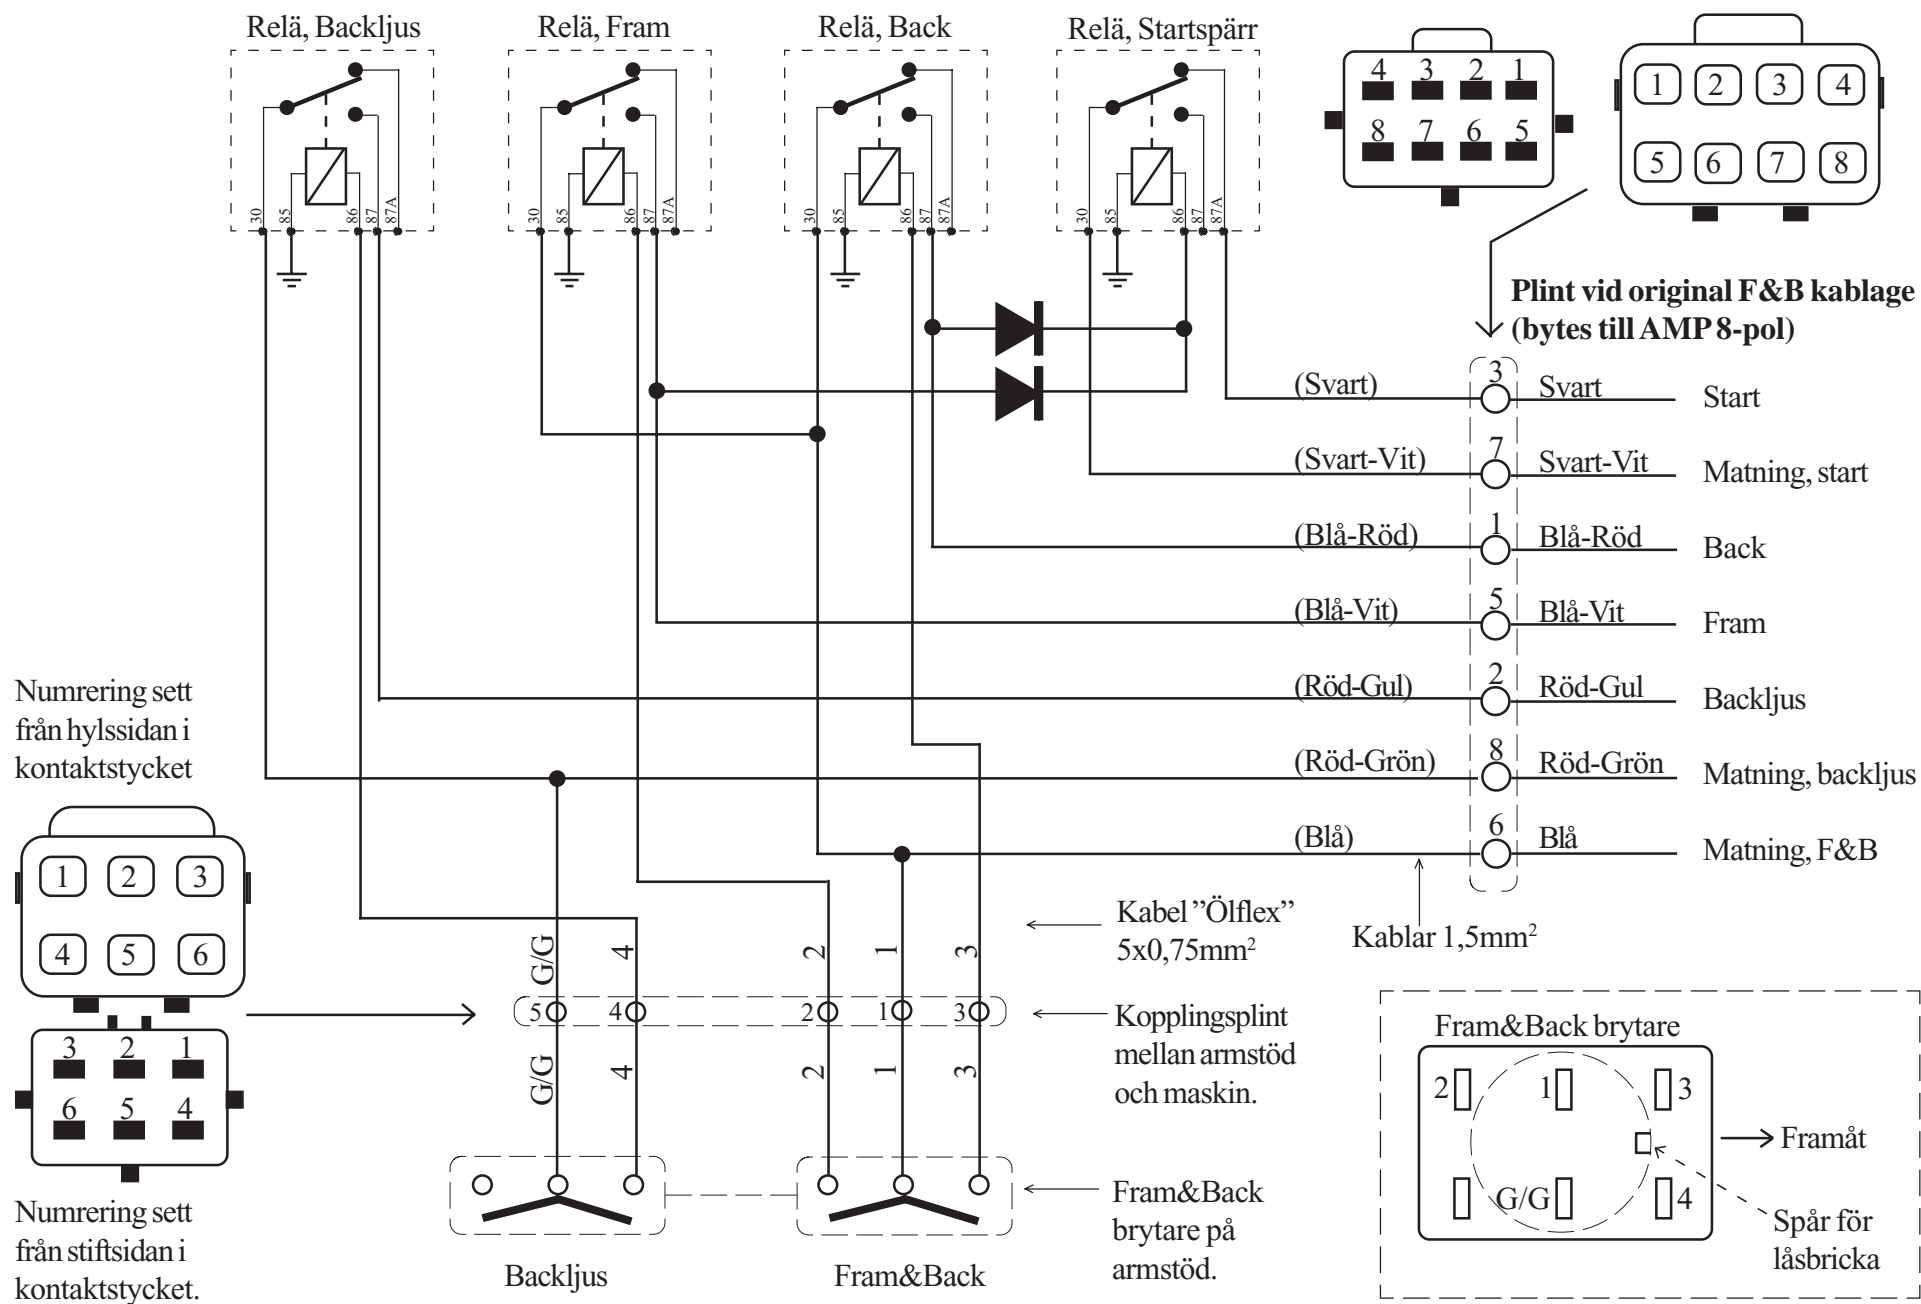 Relä, Backljus
Relä, Fram
Relä, Back
Relä, Startspärr
30 85 86 87 87A
30 85 86 87 87A
30 85 86 87 87A
30 85 86 87 87A
4 3 2 1
8 7 6 5
1 2 3 4
5 6 7 8
Plint vid original F&B kablage
(bytes till AMP 8-pol)
(Svart) 3 Svart Start
(Svart-Vit) 7 Svart-Vit Matning, start
(Blå-Röd) 1 Blå-Röd Back
(Blå-Vit) 5 Blå-Vit Fram
(Röd-Gul) 2 Röd-Gul Backljus
(Röd-Grön) 8 Röd-Grön Matning, backljus
(Blå) 6 Blå Matning, F&B
Numrering sett
från hylssidan i
kontaktstycket
1 2 3
4 5 6
3 2 1
6 5 4
Numrering sett
från stiftsidan i
kontaktstycket.
G/G 4 2 1 3
5 4 2 1 3
G/G 4 2 1 3
Backljus
Fram&Back
Kabel ”Ölflex”
5x0,75mm²
Kablar 1,5mm²
Kopplingsplint
mellan armstöd
och maskin.
Fram&Back
brytare på
armstöd.
Fram&Back brytare
2 1 3
G/G 4
Framåt
Spår för
låsbricka